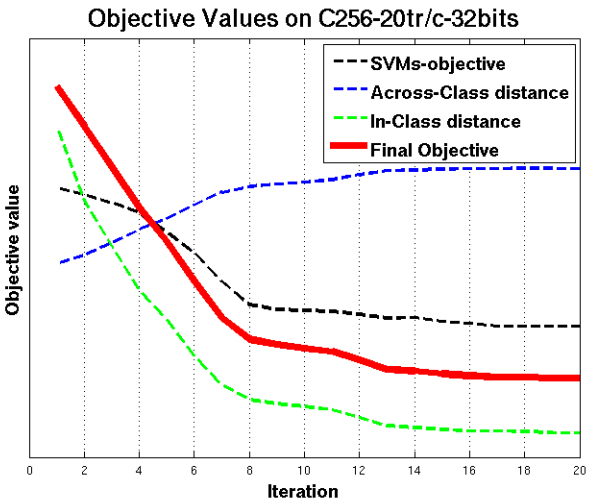 Objective Values on C256-20tr/c-32bits
SVMs-objective
Across-Class distance
In-Class distance
Final Objective
Objective value
0 2 4 6 8 10 12 14 16 18 20
Iteration